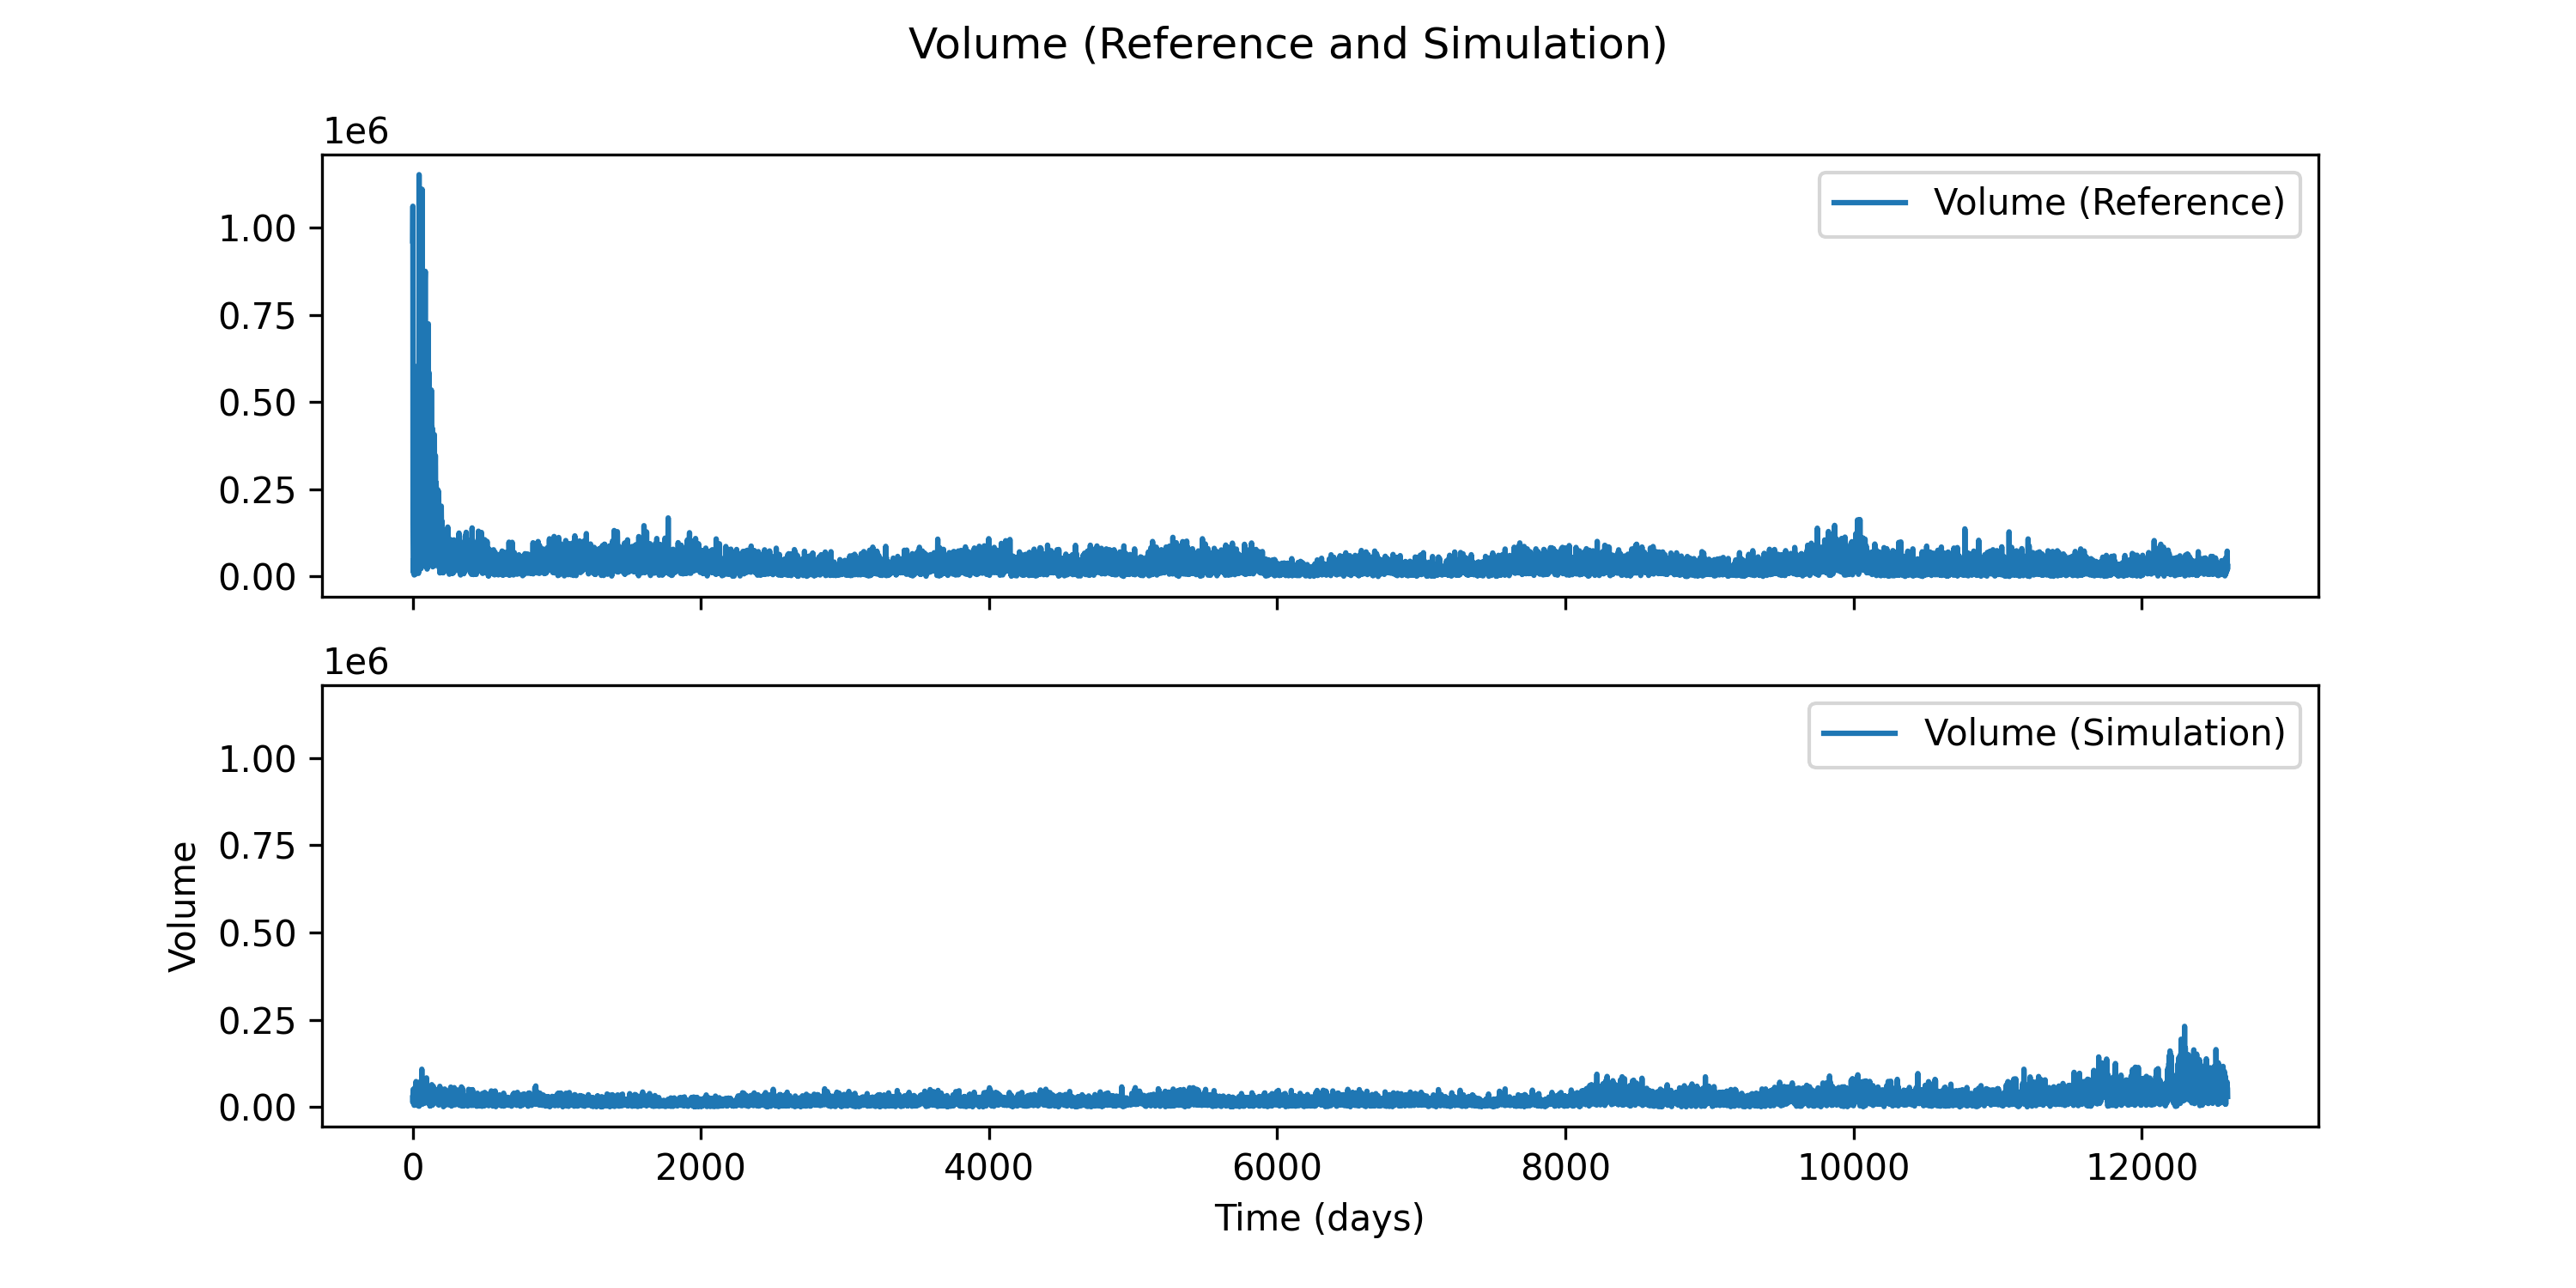 Volume (Reference and Simulation)
1e6
Volume (Reference)
1.00
0.75
0.50
0.25
0.00
1e6
Volume (Simulation)
1.00
0.75
0.50
0.25
0.00
Volume
0 2000 4000 6000 8000 10000 12000
Time (days)